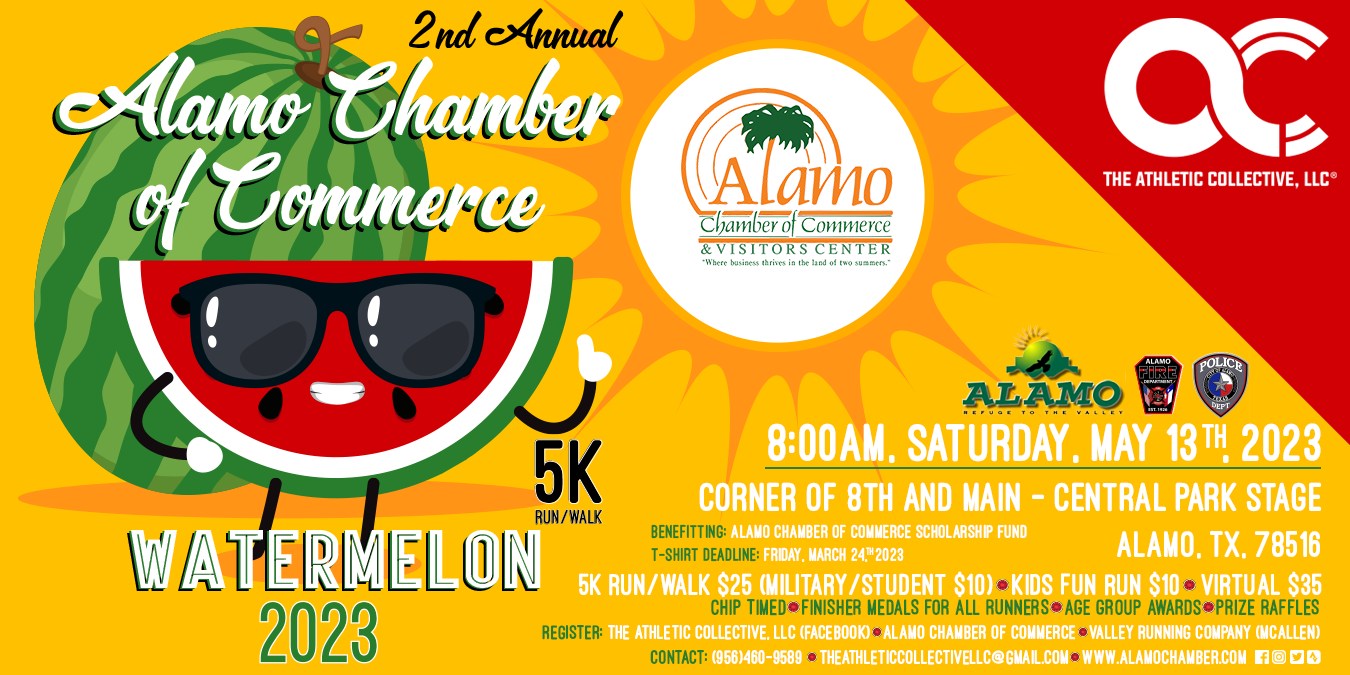 2nd Annual
Alamo Chamber
of Commerce
5K
RUN/WALK
WATERMELON
2023
Alamo
Chamber of Commerce
& VISITORS CENTER
"Where business thrives in the land of two summers."
THE ATHLETIC COLLECTIVE, LLC®
ALAMO
REFUGE TO THE VALLEY
ALAMO
FIRE
DEPARTMENT
EST. 1926
POLICE
TEXAS
DEPT
8:00AM, SATURDAY, MAY 13TH, 2023
CORNER OF 8TH AND MAIN - CENTRAL PARK STAGE
BENEFITTING: ALAMO CHAMBER OF COMMERCE SCHOLARSHIP FUND
T-SHIRT DEADLINE: FRIDAY, MARCH 24,TH 2023
ALAMO, TX, 78516
5K RUN/WALK $25 (MILITARY/STUDENT $10) • KIDS FUN RUN $10 • VIRTUAL $35
CHIP TIMED • FINISHER MEDALS FOR ALL RUNNERS • AGE GROUP AWARDS • PRIZE RAFFLES
REGISTER: THE ATHLETIC COLLECTIVE, LLC (FACEBOOK) • ALAMO CHAMBER OF COMMERCE • VALLEY RUNNING COMPANY (MCALLEN)
CONTACT: (956)460-9589 • THEATHLETICCOLLECTIVELLC@GMAIL.COM • WWW.ALAMOCHAMBER.COM